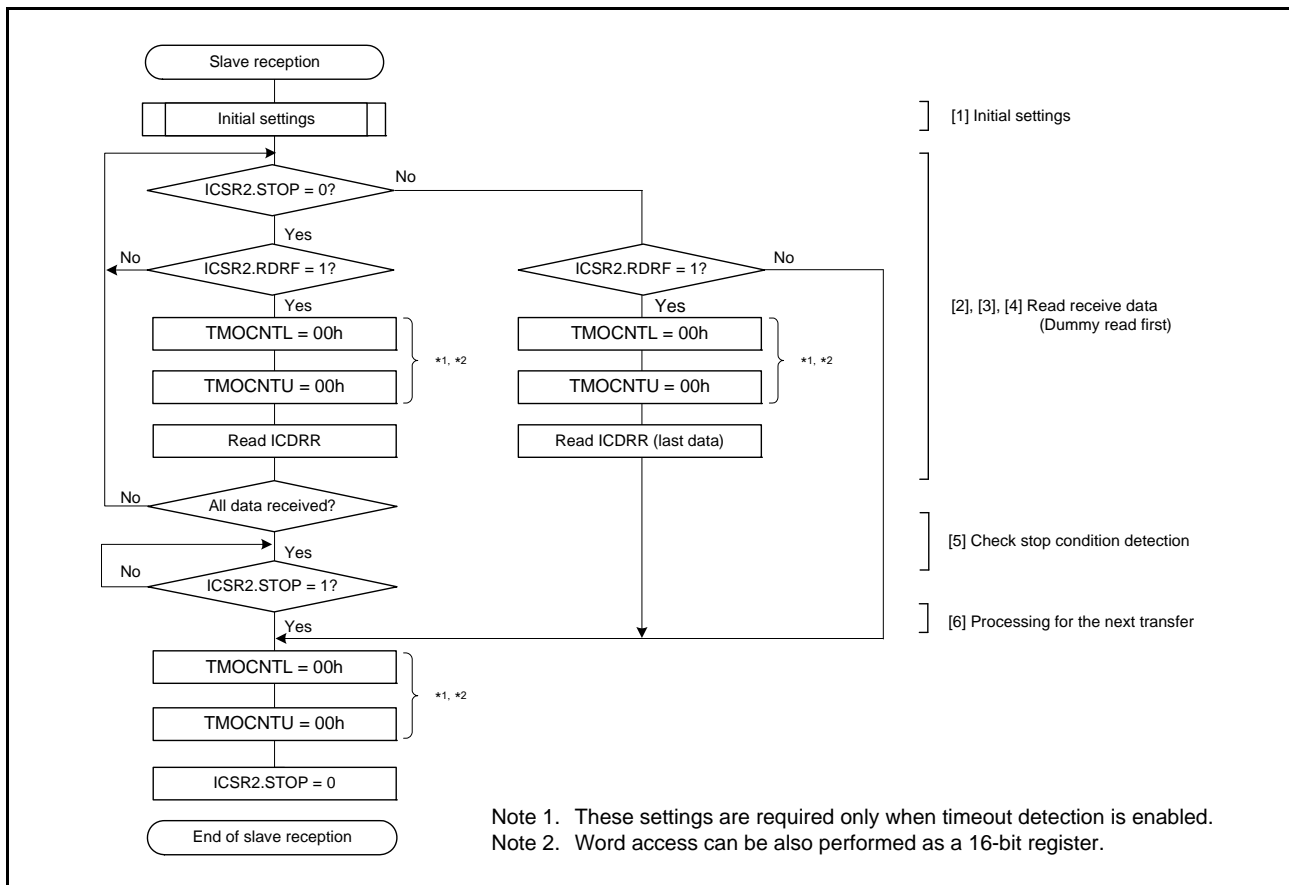 Slave reception
Initial settings
[1] Initial settings
ICSR2.STOP = 0?
No
Yes
No
ICSR2.RDRF = 1?
ICSR2.RDRF = 1?
No
Yes
Yes
[2], [3], [4] Read receive data
(Dummy read first)
TMOCNTL = 00h
TMOCNTL = 00h
*1, *2
*1, *2
TMOCNTU = 00h
TMOCNTU = 00h
Read ICDRR
Read ICDRR (last data)
No
All data received?
[5] Check stop condition detection
Yes
No
ICSR2.STOP = 1?
[6] Processing for the next transfer
Yes
TMOCNTL = 00h
*1, *2
TMOCNTU = 00h
ICSR2.STOP = 0
End of slave reception
Note 1. These settings are required only when timeout detection is enabled.
Note 2. Word access can be also performed as a 16-bit register.